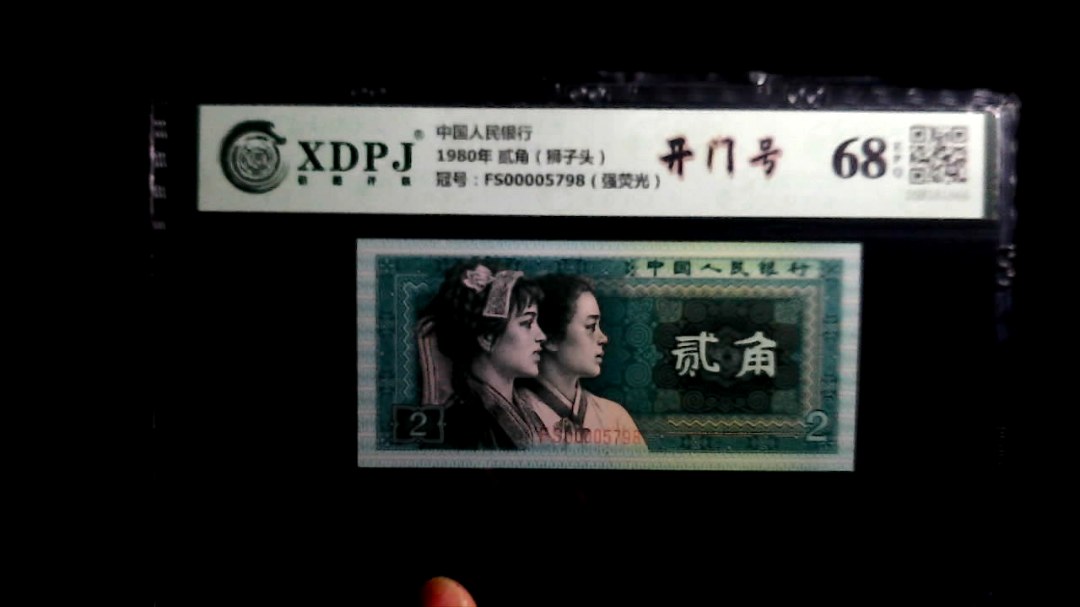 XDPJ®
中国人民银行
1980年 贰角（狮子头）
冠号：FS00005798（强荧光）
开门号
68
EPQ
中国人民银行
贰角
2
2
FS00005798